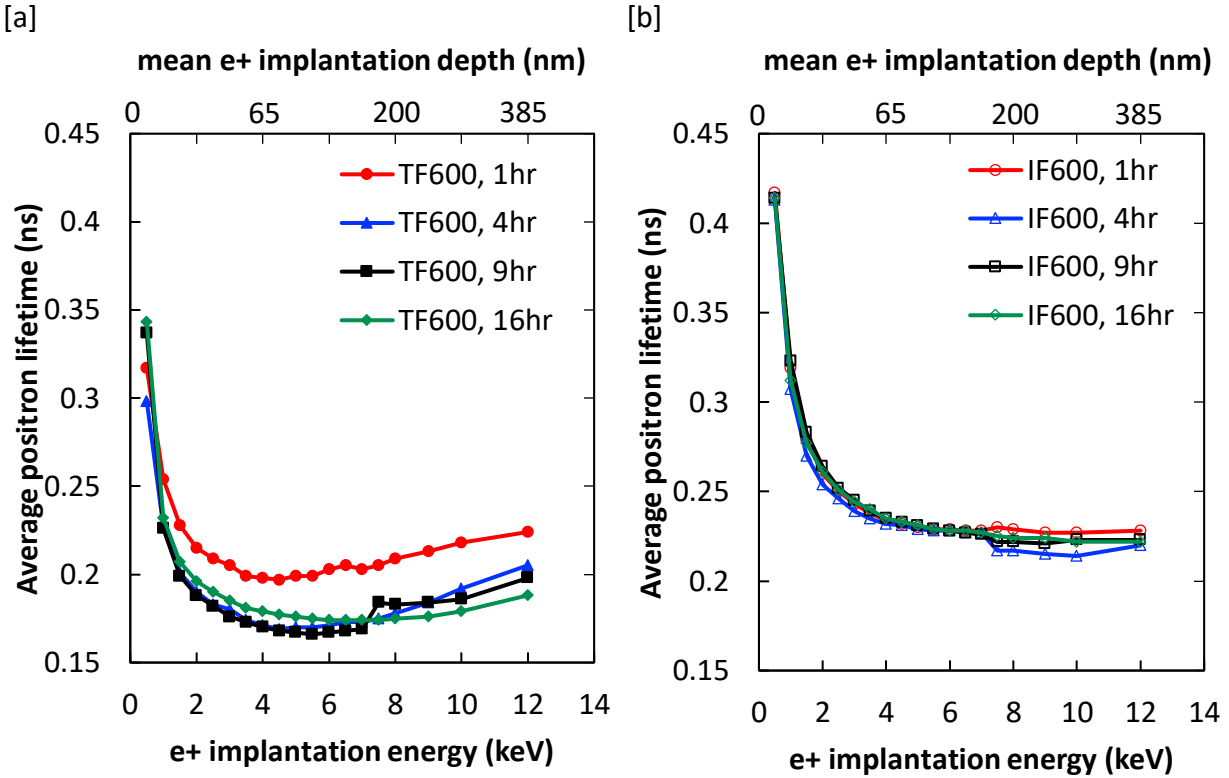 [a]
mean e+ implantation depth (nm)
0 65 200 385
0.45
0.4
0.35
0.3
0.25
0.2
0.15
Average positron lifetime (ns)
TF600, 1hr
TF600, 4hr
TF600, 9hr
TF600, 16hr
0 2 4 6 8 10 12 14
e+ implantation energy (keV)
[b]
mean e+ implantation depth (nm)
0 65 200 385
0.45
0.4
0.35
0.3
0.25
0.2
0.15
Average positron lifetime (ns)
IF600, 1hr
IF600, 4hr
IF600, 9hr
IF600, 16hr
0 2 4 6 8 10 12 14
e+ implantation energy (keV)